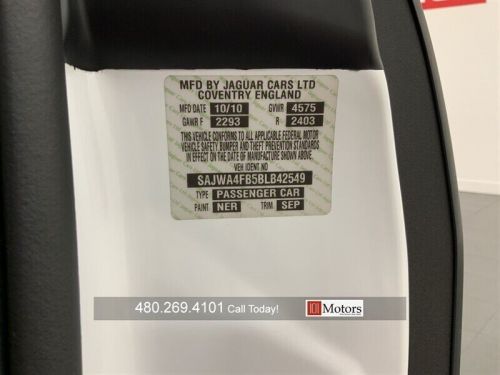 MFD BY JAGUAR CARS LTD
COVENTRY ENGLAND
MFD DATE 10/10 GVWR 4575
GAWR F 2293 R 2403
THIS VEHICLE CONFORMS TO ALL APPLICABLE FEDERAL MOTOR
VEHICLE SAFETY BUMPER AND THEFT PREVENTION STANDARDS
IN EFFECT ON THE DATE OF MANUFACTURE SHOWN ABOVE.
VEH IDENT NO
SAJWA4FB5BLB42549
TYPE PASSENGER CAR
PAINT NER TRIM SEP
480.269.4101 Call Today! 101 Motors